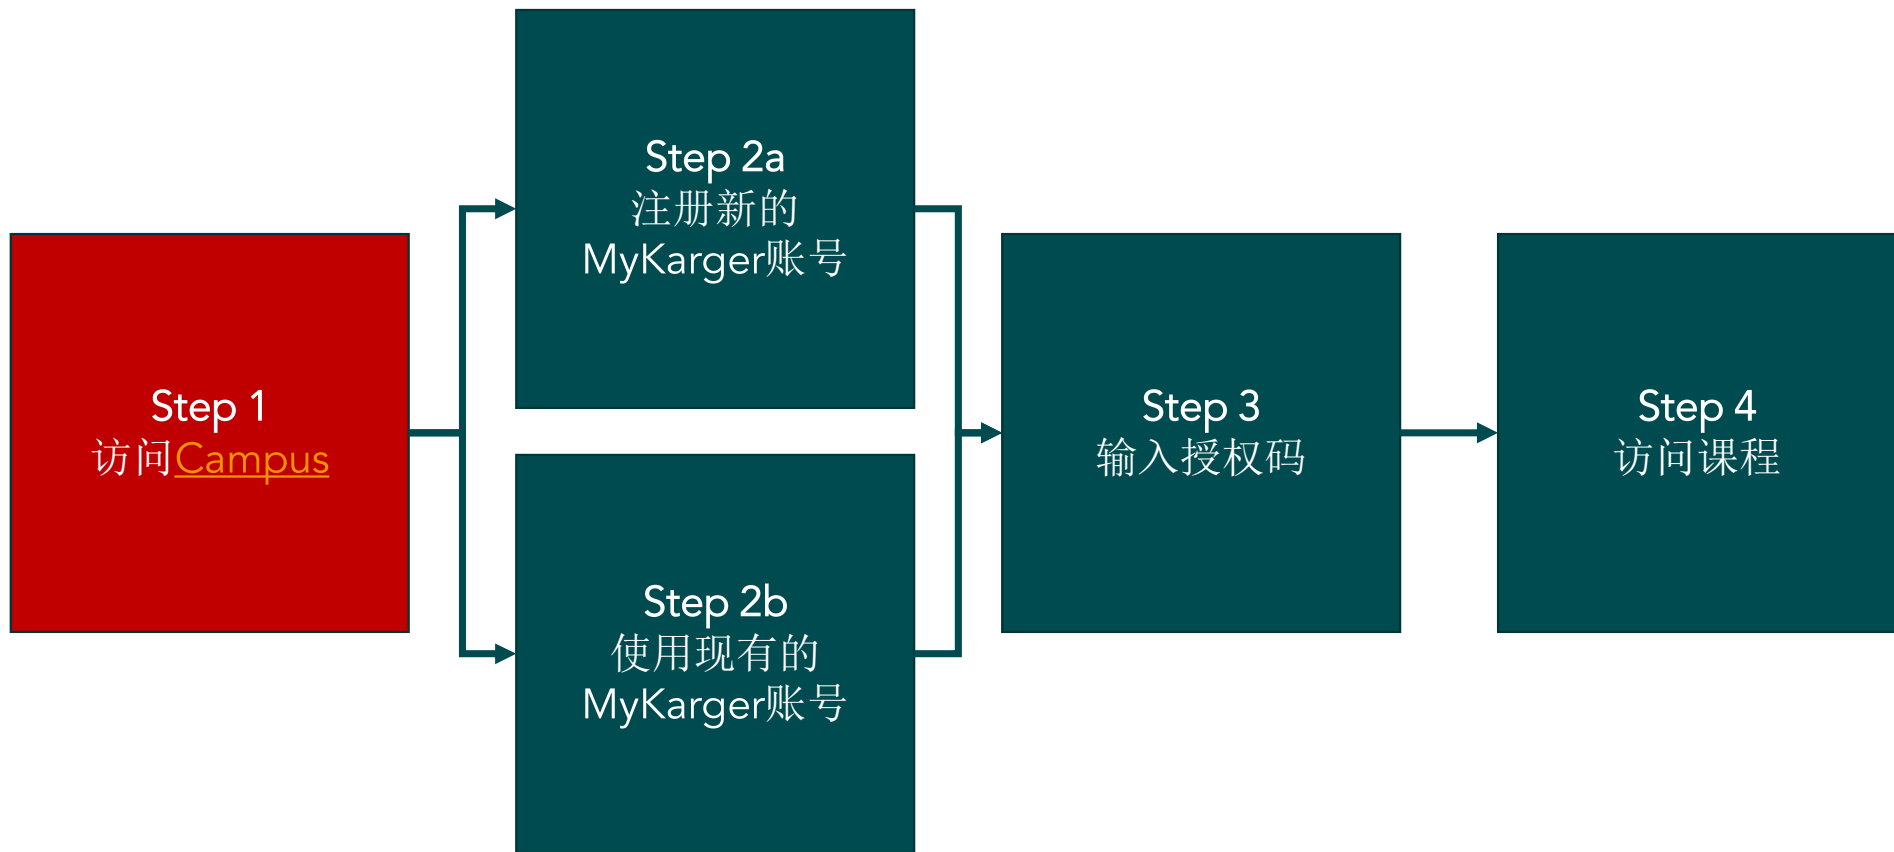 Step 1
访问Campus
Step 2a
注册新的
MyKarger账号
Step 2b
使用现有的
MyKarger账号
Step 3
输入授权码
Step 4
访问课程